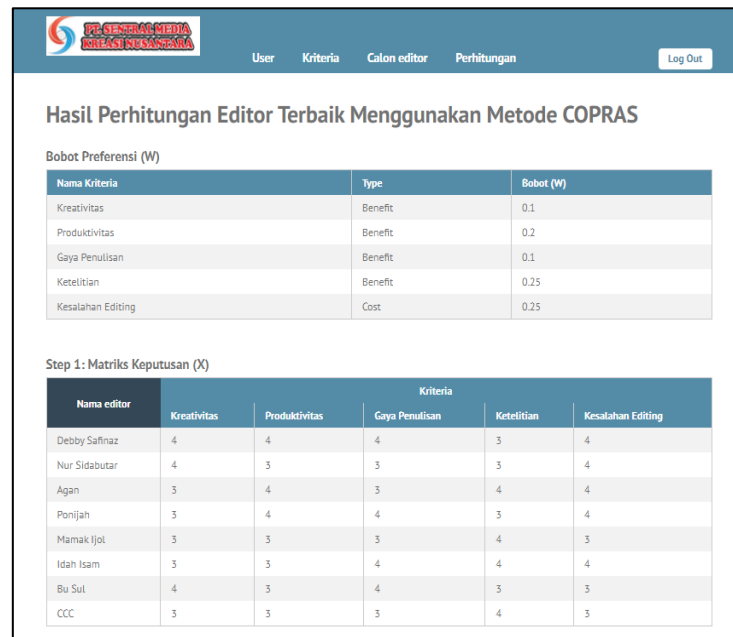 PT. SENTRAL MEDIA
KREASI NUSANTARA
User Kriteria Calon editor Perhitungan Log Out
Hasil Perhitungan Editor Terbaik Menggunakan Metode COPRAS
Bobot Preferensi (W)
Nama Kriteria Type Bobot (W)
Kreativitas Benefit 0.1
Produktivitas Benefit 0.2
Gaya Penulisan Benefit 0.1
Ketelitian Benefit 0.25
Kesalahan Editing Cost 0.25
Step 1: Matriks Keputusan (X)
Nama editor Kriteria
Kreativitas Produktivitas Gaya Penulisan Ketelitian Kesalahan Editing
Debby Safinaz 4 4 4 3 4
Nur Sidabutar 4 3 3 3 4
Agan 3 4 3 4 4
Ponijah 3 4 4 3 4
Mamak Ijol 3 3 3 4 3
Idah Isam 3 3 4 4 4
Bu Sul 4 3 4 3 3
CCC 3 3 3 4 3